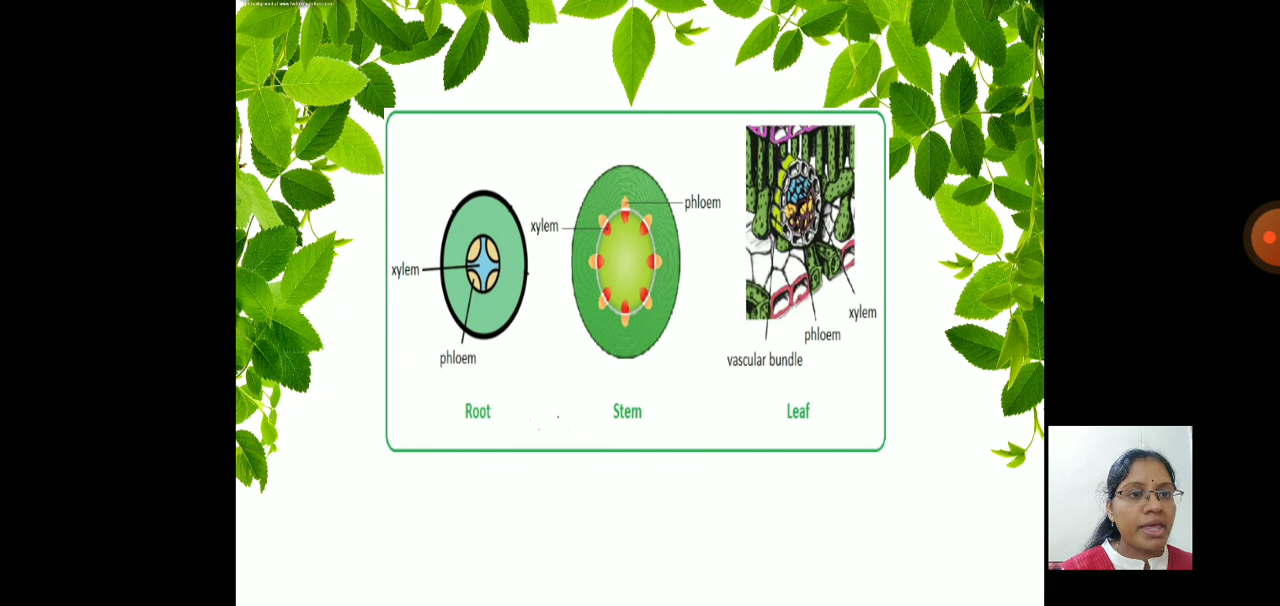 phloem
xylem
xylem
xylem
phloem
phloem
vascular bundle
Root
Stem
Leaf